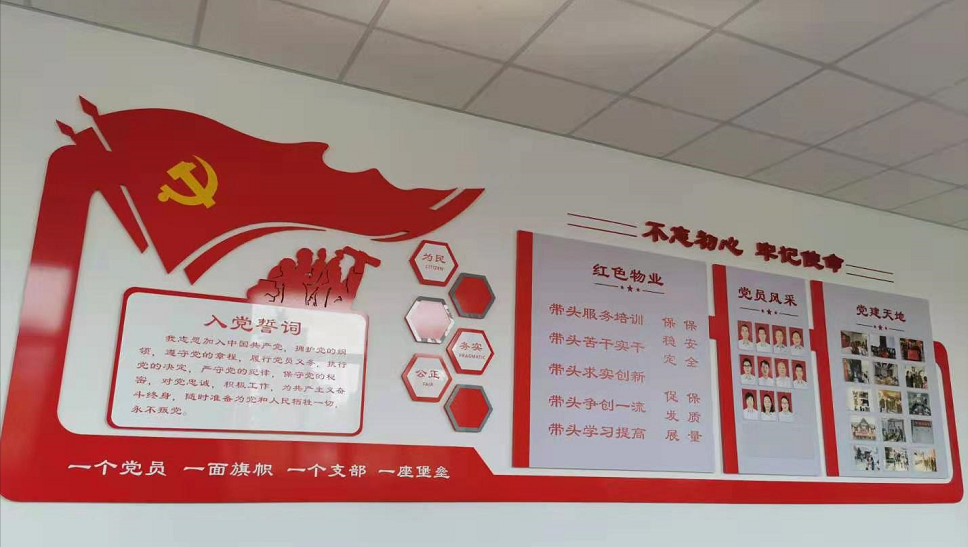 入党誓词
我志愿加入中国共产党，拥护党的纲
领，遵守党的章程，履行党员义务，执行
党的决定，严守党的纪律，保守党的秘
密，对党忠诚，积极工作，为共产主义奋
斗终身，随时准备为党和人民牺牲一切，
永不叛党。
一个党员 一面旗帜 一个支部 一座堡垒
为民
CITIZEN
务实
PRAGMATIC
公正
FAIR
不忘初心 牢记使命
红色物业
带头服务培训
带头苦干实干
带头求实创新
带头争创一流
带头学习提高
保稳定
保安全
促发展
保质量
党员风采
党建天地